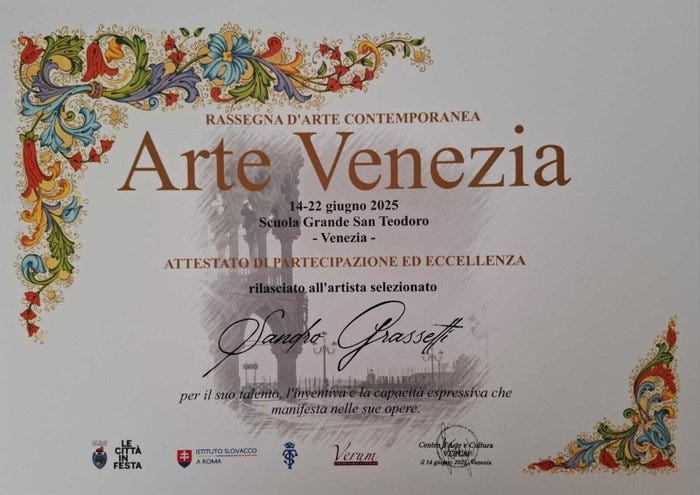 RASSEGNA D'ARTE CONTEMPORANEA
Arte Venezia
14-22 giugno 2025
Scuola Grande San Teodoro
- Venezia -
ATTESTATO DI PARTECIPAZIONE ED ECCELLENZA
rilasciato all'artista selezionato
Sandro Grassetti
per il suo talento, l'inventiva e la capacità espressiva che
manifesta nelle sue opere.
LE
CITTÀ
IN
FESTA
ISTITUTO SLOVACCO
A ROMA
Verum
Centro d'Arte e Cultura
VERUM
il 14 giugno 2025, Venezia